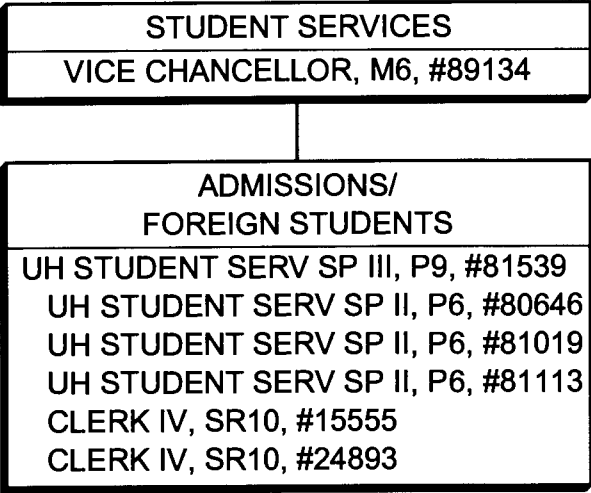 STUDENT SERVICES
VICE CHANCELLOR, M6, #89134
ADMISSIONS/
FOREIGN STUDENTS
UH STUDENT SERV SP III, P9, #81539
UH STUDENT SERV SP II, P6, #80646
UH STUDENT SERV SP II, P6, #81019
UH STUDENT SERV SP II, P6, #81113
CLERK IV, SR10, #15555
CLERK IV, SR10, #24893